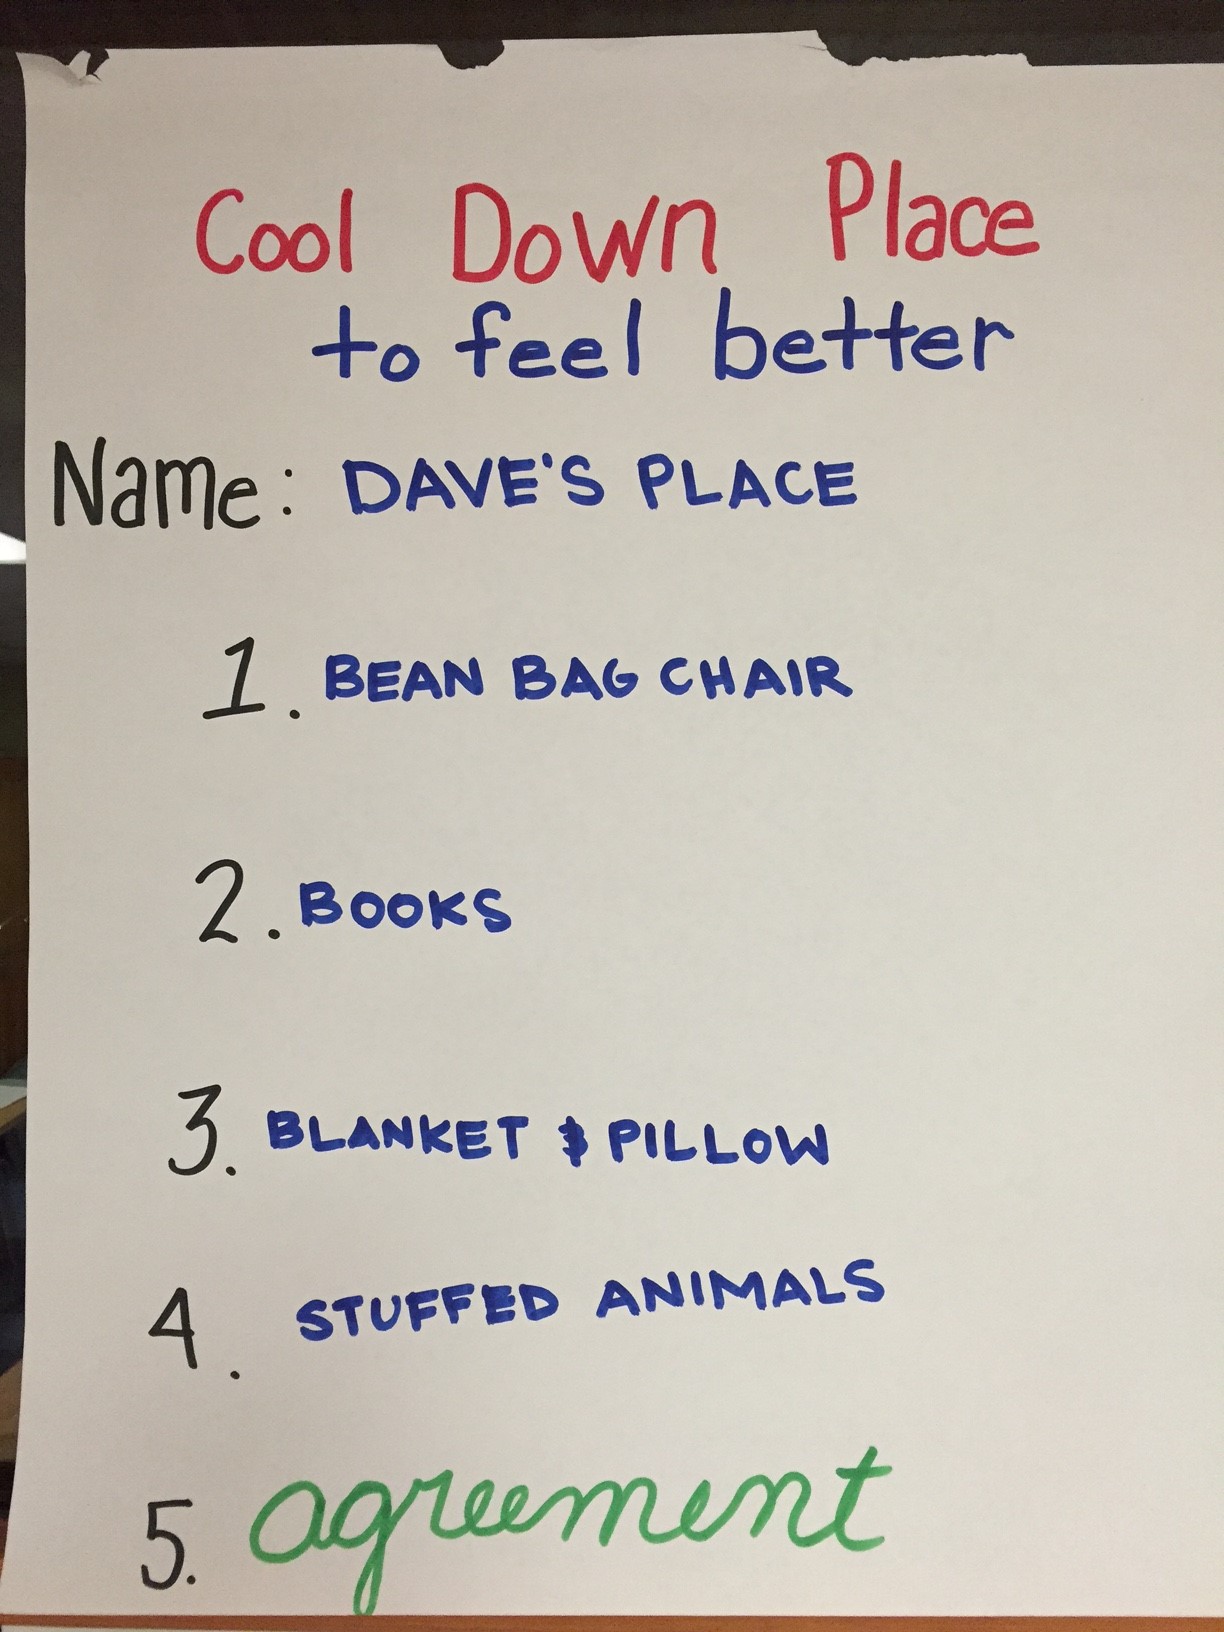 Cool Down Place
to feel better
Name: DAVE'S PLACE
1. BEAN BAG CHAIR
2. BOOKS
3. BLANKET & PILLOW
4. STUFFED ANIMALS
5. agreement